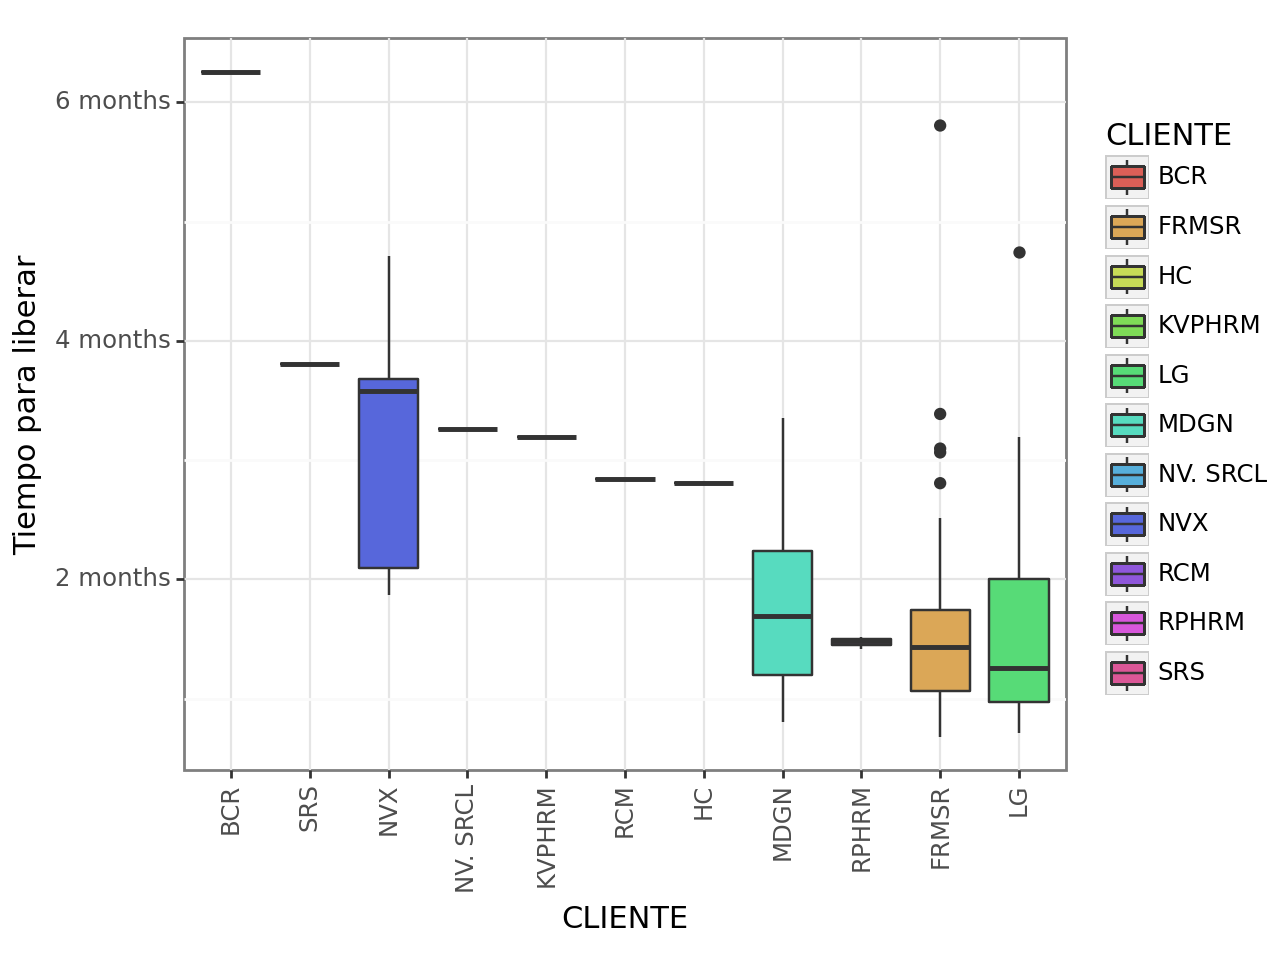 6 months
4 months
2 months
Tiempo para liberar
BCR
SRS
NVX
NV. SRCL
KVPHRM
RCM
HC
MDGN
RPHRM
FRMSR
LG
CLIENTE
CLIENTE
BCR
FRMSR
HC
KVPHRM
LG
MDGN
NV. SRCL
NVX
RCM
RPHRM
SRS